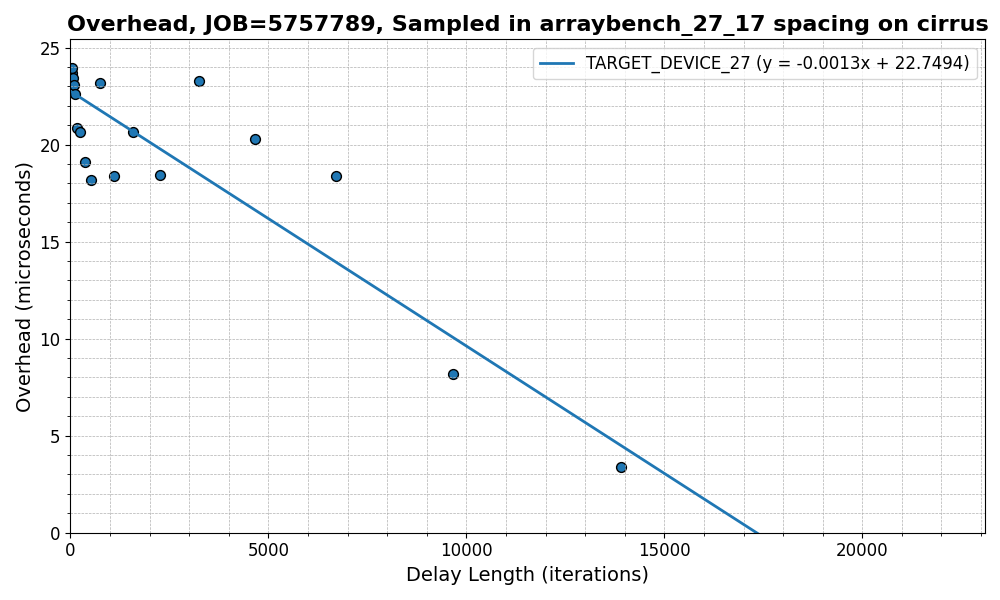 Overhead, JOB=5757789, Sampled in arraybench_27_17 spacing on cirrus
TARGET_DEVICE_27 (y = -0.0013x + 22.7494)
25
20
15
10
5
0
Overhead (microseconds)
0 5000 10000 15000 20000
Delay Length (iterations)